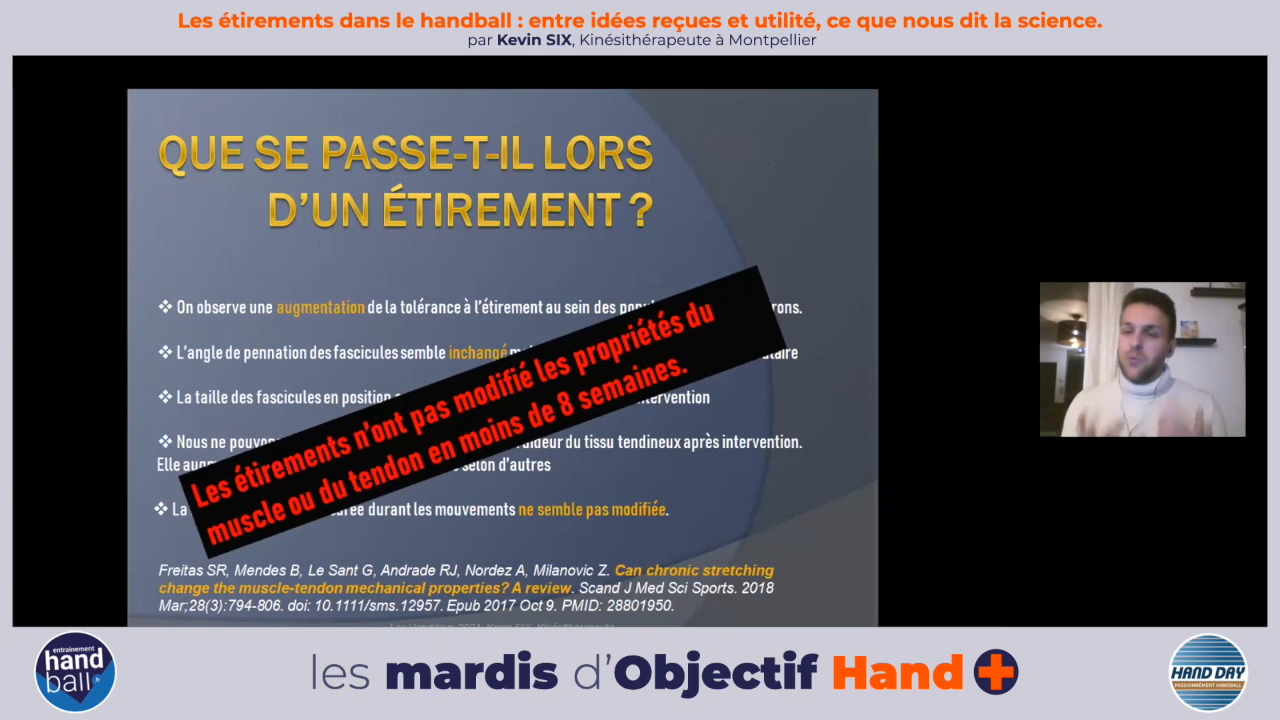 Les étirements dans le handball : entre idées reçues et utilité, ce que nous dit la science.
par Kevin SIX, Kinésithérapeute à Montpellier
QUE SE PASSE-T-IL LORS
D'UN ÉTIREMENT ?
❖ On observe une augmentation de la tolérance à l'étirement au sein des
❖ L'angle de pennation des fascicules semble inchangé
❖ La taille des fascicules en position
❖ Nous ne du tissu tendineux après intervention.
Elle selon d'autres
❖ La durant les mouvements ne semble pas modifiée.
Les étirements n'ont pas modifié les propriétés du
muscle ou du tendon en moins de 8 semaines.
Freitas SR, Mendes B, Le Sant G, Andrade RJ, Nordez A, Milanovic Z. Can chronic stretching
change the muscle-tendon mechanical properties? A review. Scand J Med Sci Sports. 2018
Mar;28(3):794-806. doi: 10.1111/sms.12957. Epub 2017 Oct 9. PMID: 28801950.
entrainement
hand
ball.fr
les mardis d'Objectif Hand+
HAND DAY
PASSIONNÉMENT HANDBALL